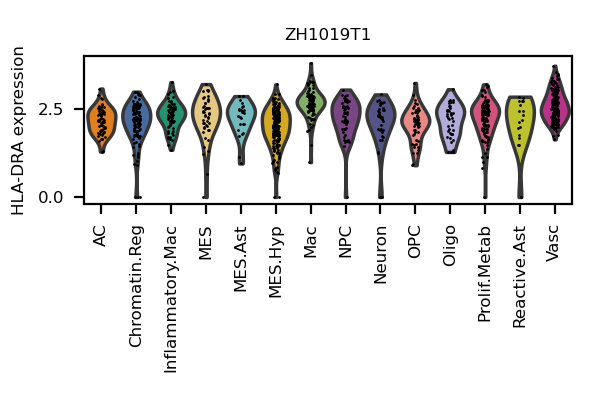 ZH1019T1
HLA-DRA expression
2.5
0.0
AC
Chromatin.Reg
Inflammatory.Mac
MES
MES.Ast
MES.Hyp
Mac
NPC
Neuron
OPC
Oligo
Prolif.Metab
Reactive.Ast
Vasc